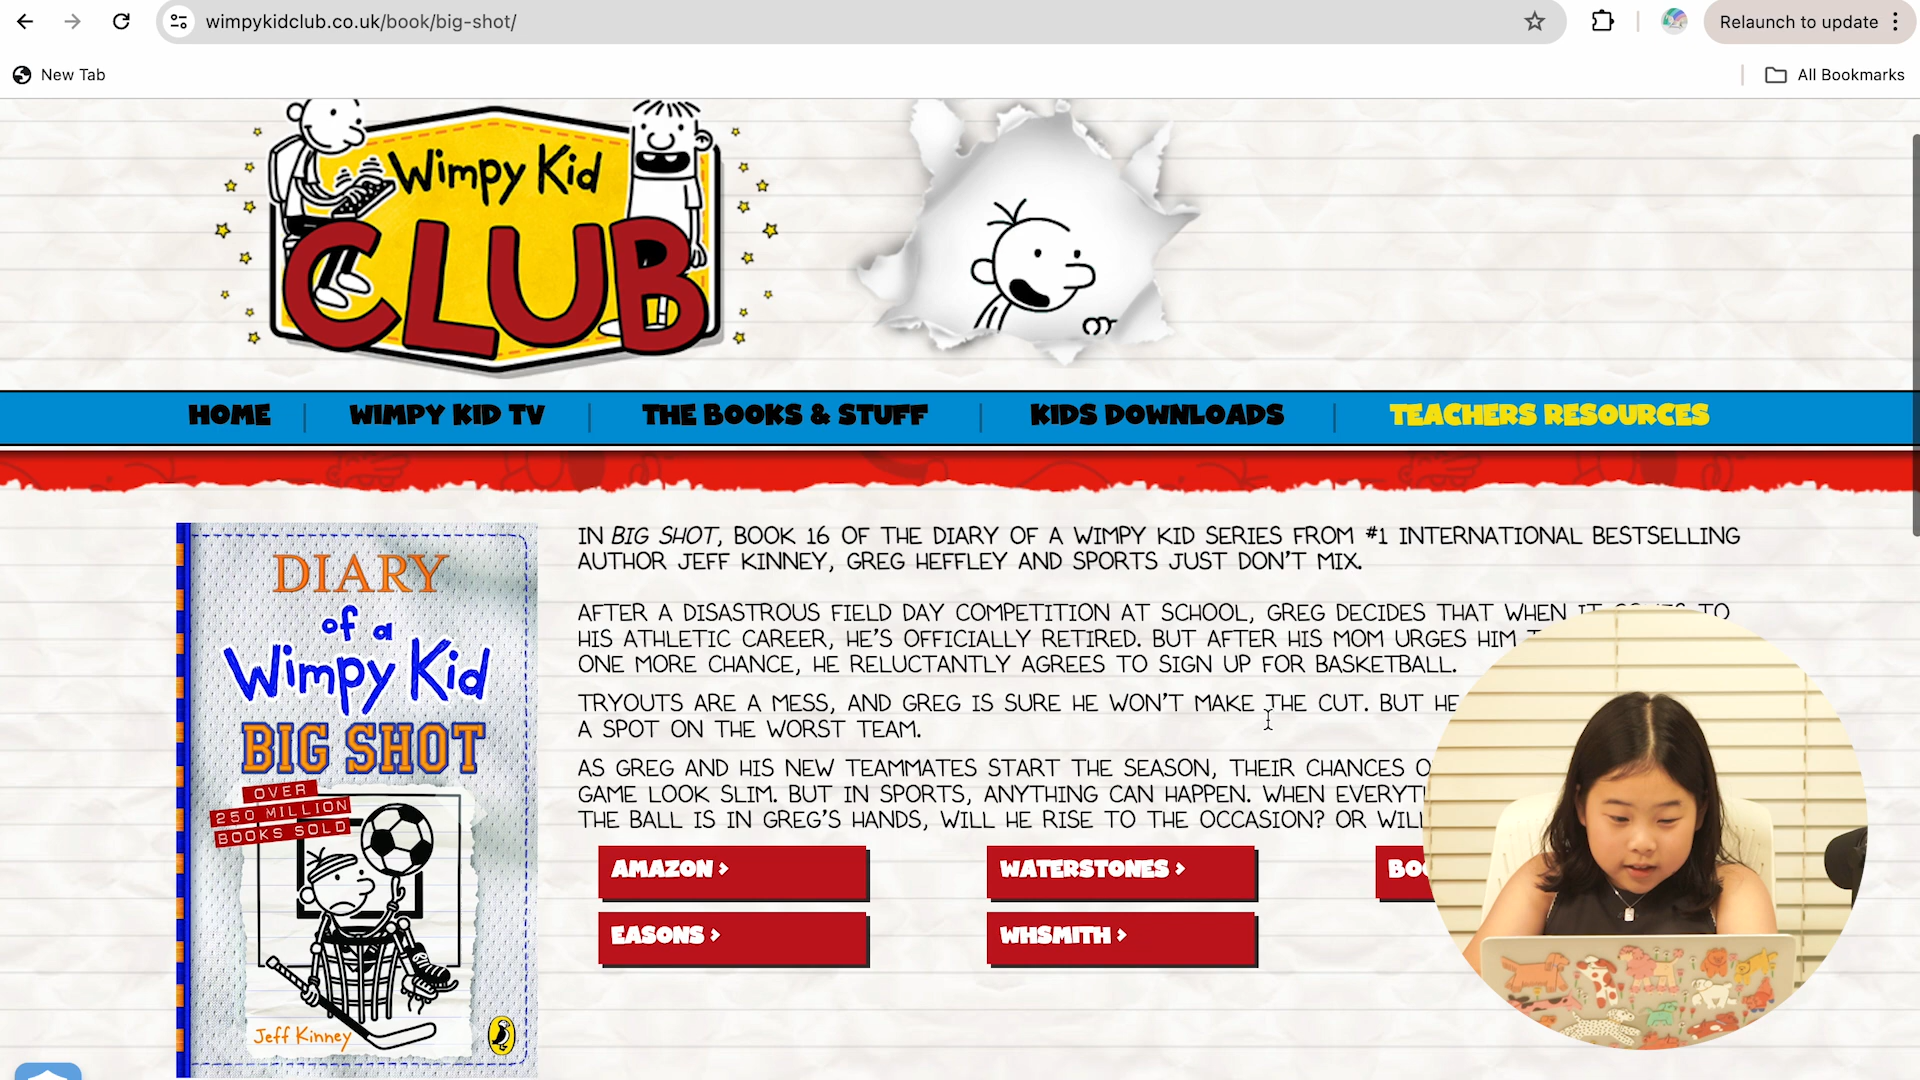 wimpykidclub.co.uk/book/big-shot/
Relaunch to update
New Tab
All Bookmarks
Wimpy Kid
CLUB
HOME
WIMPY KID TV
THE BOOKS & STUFF
KIDS DOWNLOADS
TEACHERS RESOURCES
DIARY
of a
Wimpy Kid
BIG SHOT
OVER
250 MILLION
BOOKS SOLD
Jeff Kinney
IN BIG SHOT, BOOK 16 OF THE DIARY OF A WIMPY KID SERIES FROM #1 INTERNATIONAL BESTSELLING
AUTHOR JEFF KINNEY, GREG HEFFLEY AND SPORTS JUST DON'T MIX.
AFTER A DISASTROUS FIELD DAY COMPETITION AT SCHOOL, GREG DECIDES THAT WHEN IT TO
HIS ATHLETIC CAREER, HE'S OFFICIALLY RETIRED. BUT AFTER HIS MOM URGES HIM
ONE MORE CHANCE, HE RELUCTANTLY AGREES TO SIGN UP FOR BASKETBALL.
TRYOUTS ARE A MESS, AND GREG IS SURE HE WON'T MAKE THE CUT. BUT HE
A SPOT ON THE WORST TEAM.
AS GREG AND HIS NEW TEAMMATES START THE SEASON, THEIR CHANCES
GAME LOOK SLIM. BUT IN SPORTS, ANYTHING CAN HAPPEN. WHEN
THE BALL IS IN GREG'S HANDS, WILL HE RISE TO THE OCCASION? OR
AMAZON >
WATERSTONES >
EASONS >
WHSMITH >